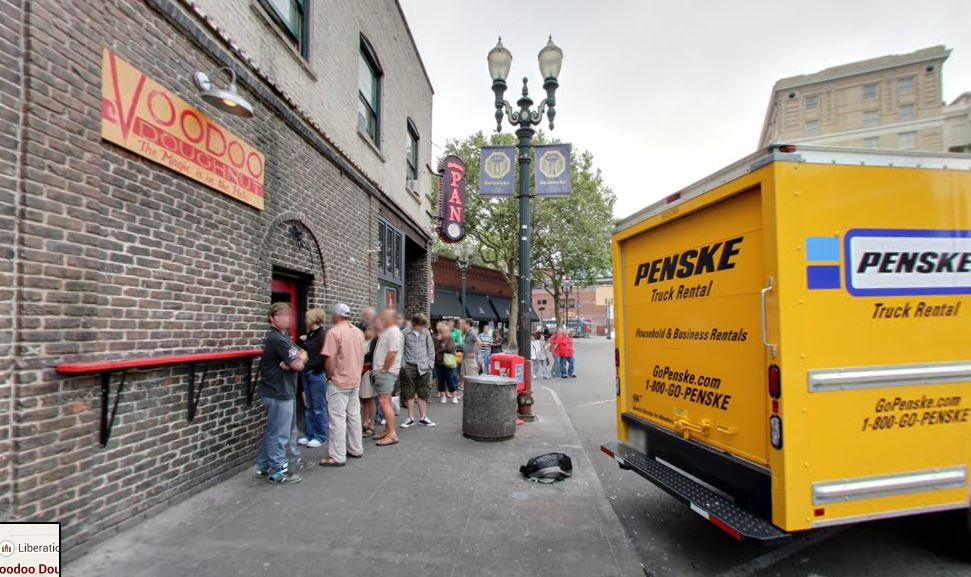 VOODOO
DOUGHNUT
The Magic is in the Hole
PAN
PENSKE
Truck Rental
Household & Business Rentals
GoPenske.com
1-800-GO-PENSKE
PENSKE
Truck Rental
GoPenske.com
1-800-GO-PENSKE
Liberatio
oodoo Dou